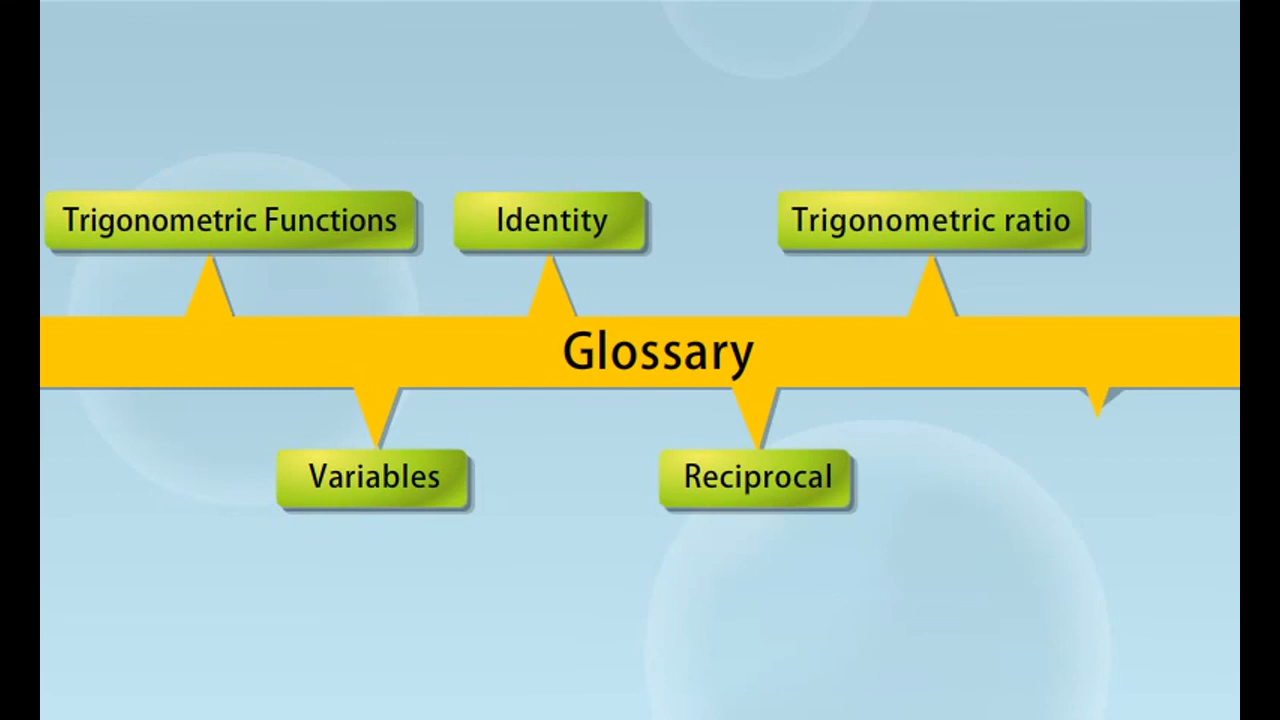 Trigonometric Functions
Identity
Trigonometric ratio
Glossary
Variables
Reciprocal